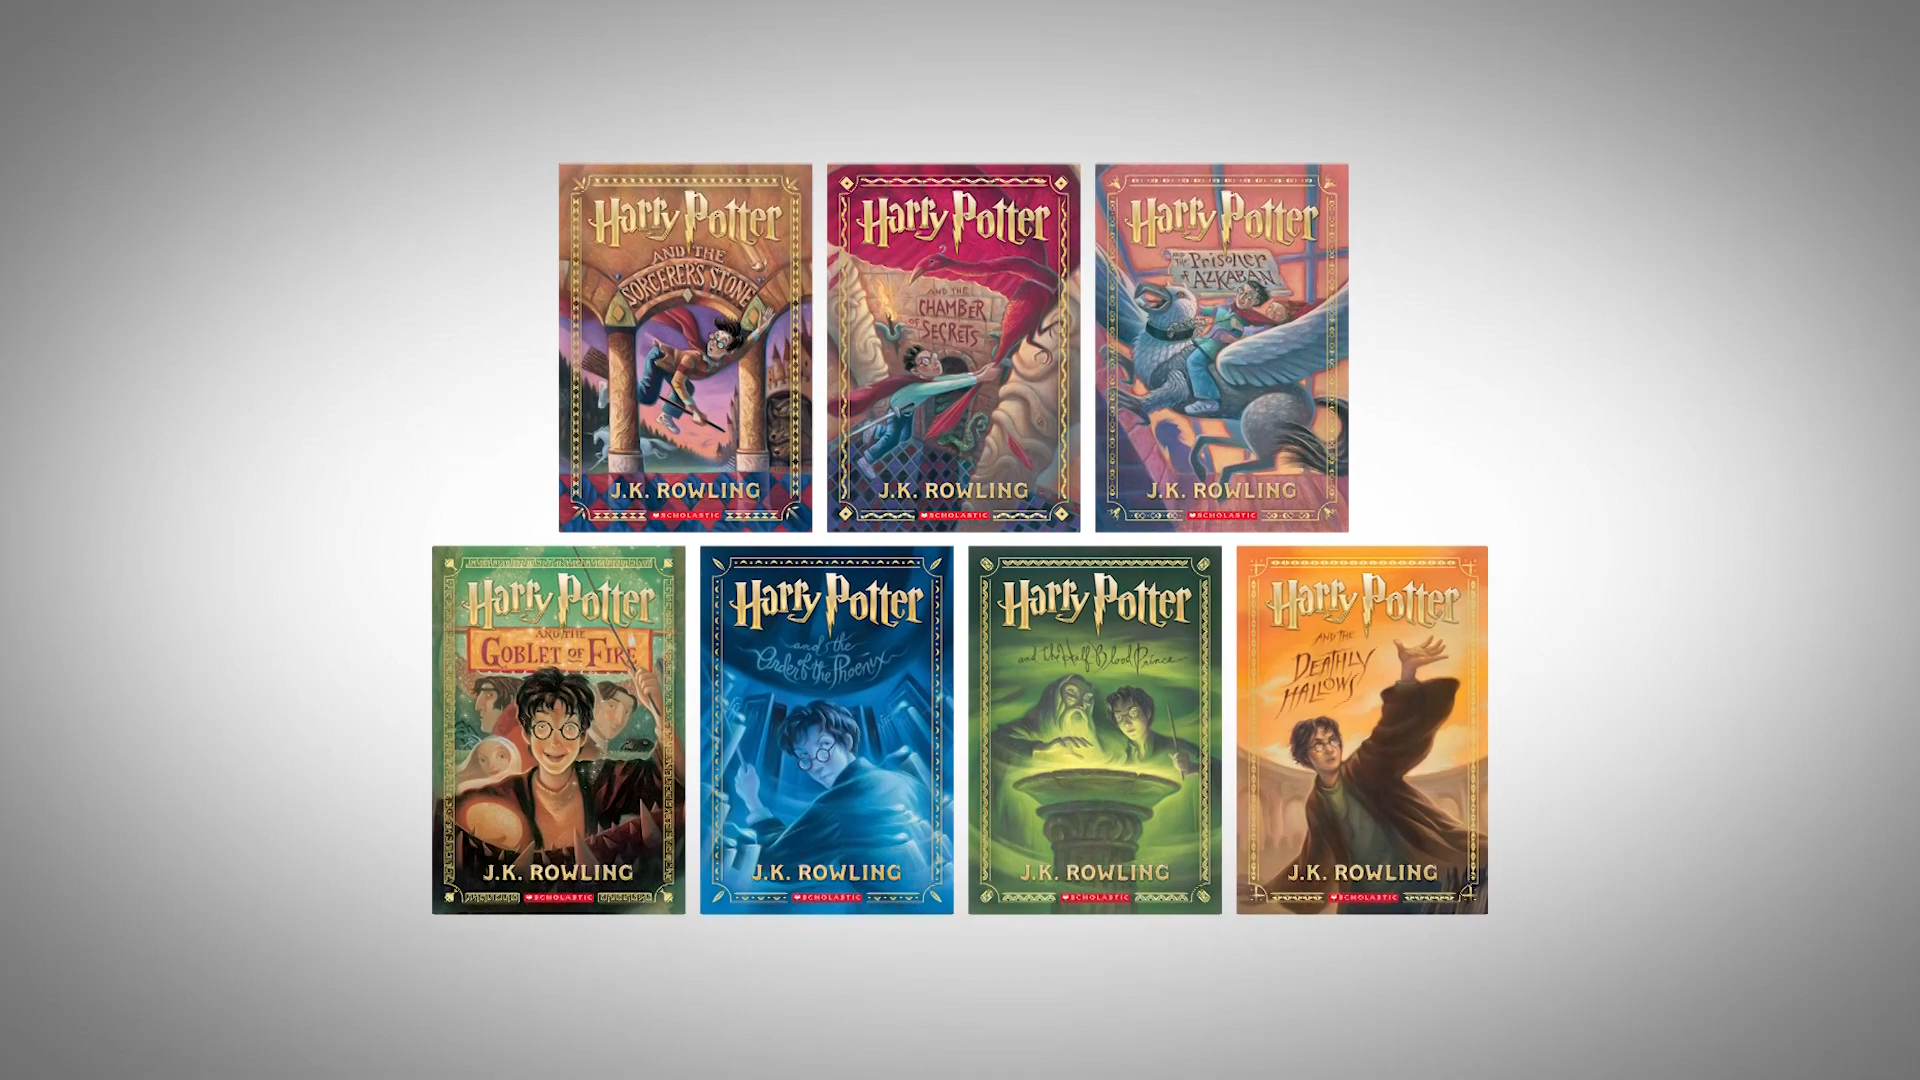 Harry Potter
AND THE
SORCERER'S STONE
J.K. ROWLING
SCHOLASTIC
Harry Potter
AND THE
CHAMBER
OF SECRETS
J.K. ROWLING
SCHOLASTIC
Harry Potter
AND THE Prisoner
of AZKABAN
J.K. ROWLING
SCHOLASTIC
Harry Potter
AND THE
GOBLET OF FIRE
J.K. ROWLING
SCHOLASTIC
Harry Potter
and the
Order of the Phoenix
J.K. ROWLING
SCHOLASTIC
Harry Potter
and the Half Blood Prince
J.K. ROWLING
SCHOLASTIC
Harry Potter
AND THE
DEATHLY
HALLOWS
J.K. ROWLING
SCHOLASTIC